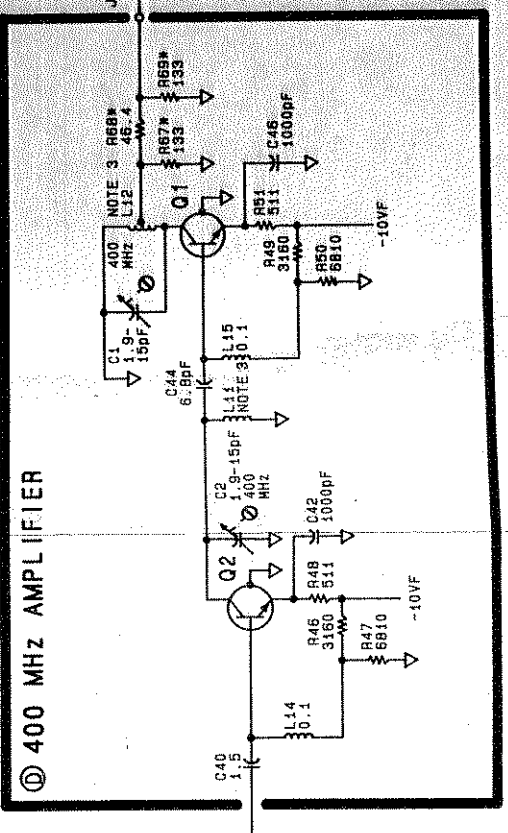 Ⓓ 400 MHz AMPLIFIER
C40
1.5
L14
0.1
Q2
R46
3160
R48
511
R47
6810
-10VF
C42
1000pF
C2
1.9-15pF
400
MHz
L11
NOTE 3
C44
6.8pF
L15
0.1
C1
1.9-
15pF
400
MHz
NOTE 3
L12
Q1
R68*
46.4
R67*
133
R69*
133
J
R49
3160
R51
511
R50
6810
-10VF
C46
1000pF